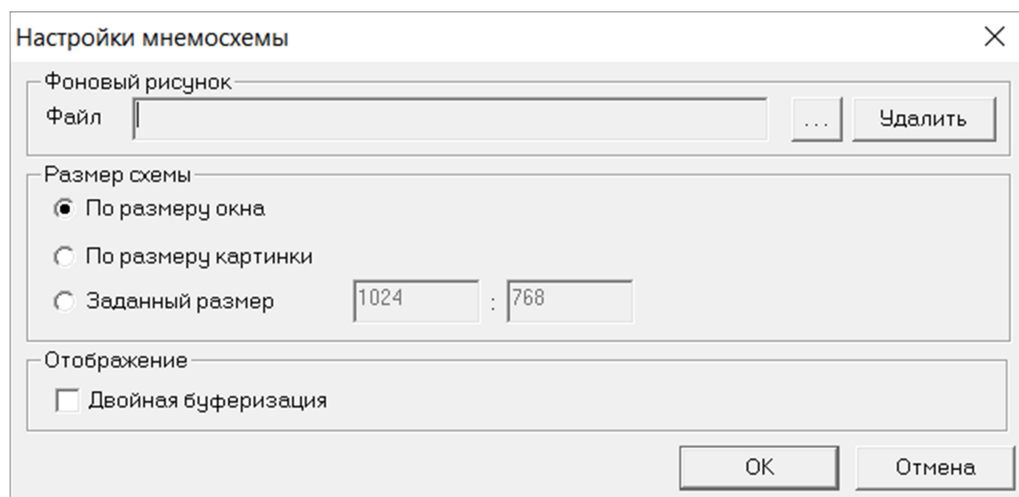 Настройки мнемосхемы
Фоновый рисунок
Файл ... Удалить
Размер схемы
По размеру окна
По размеру картинки
Заданный размер 1024 : 768
Отображение
Двойная буферизация
OK Отмена